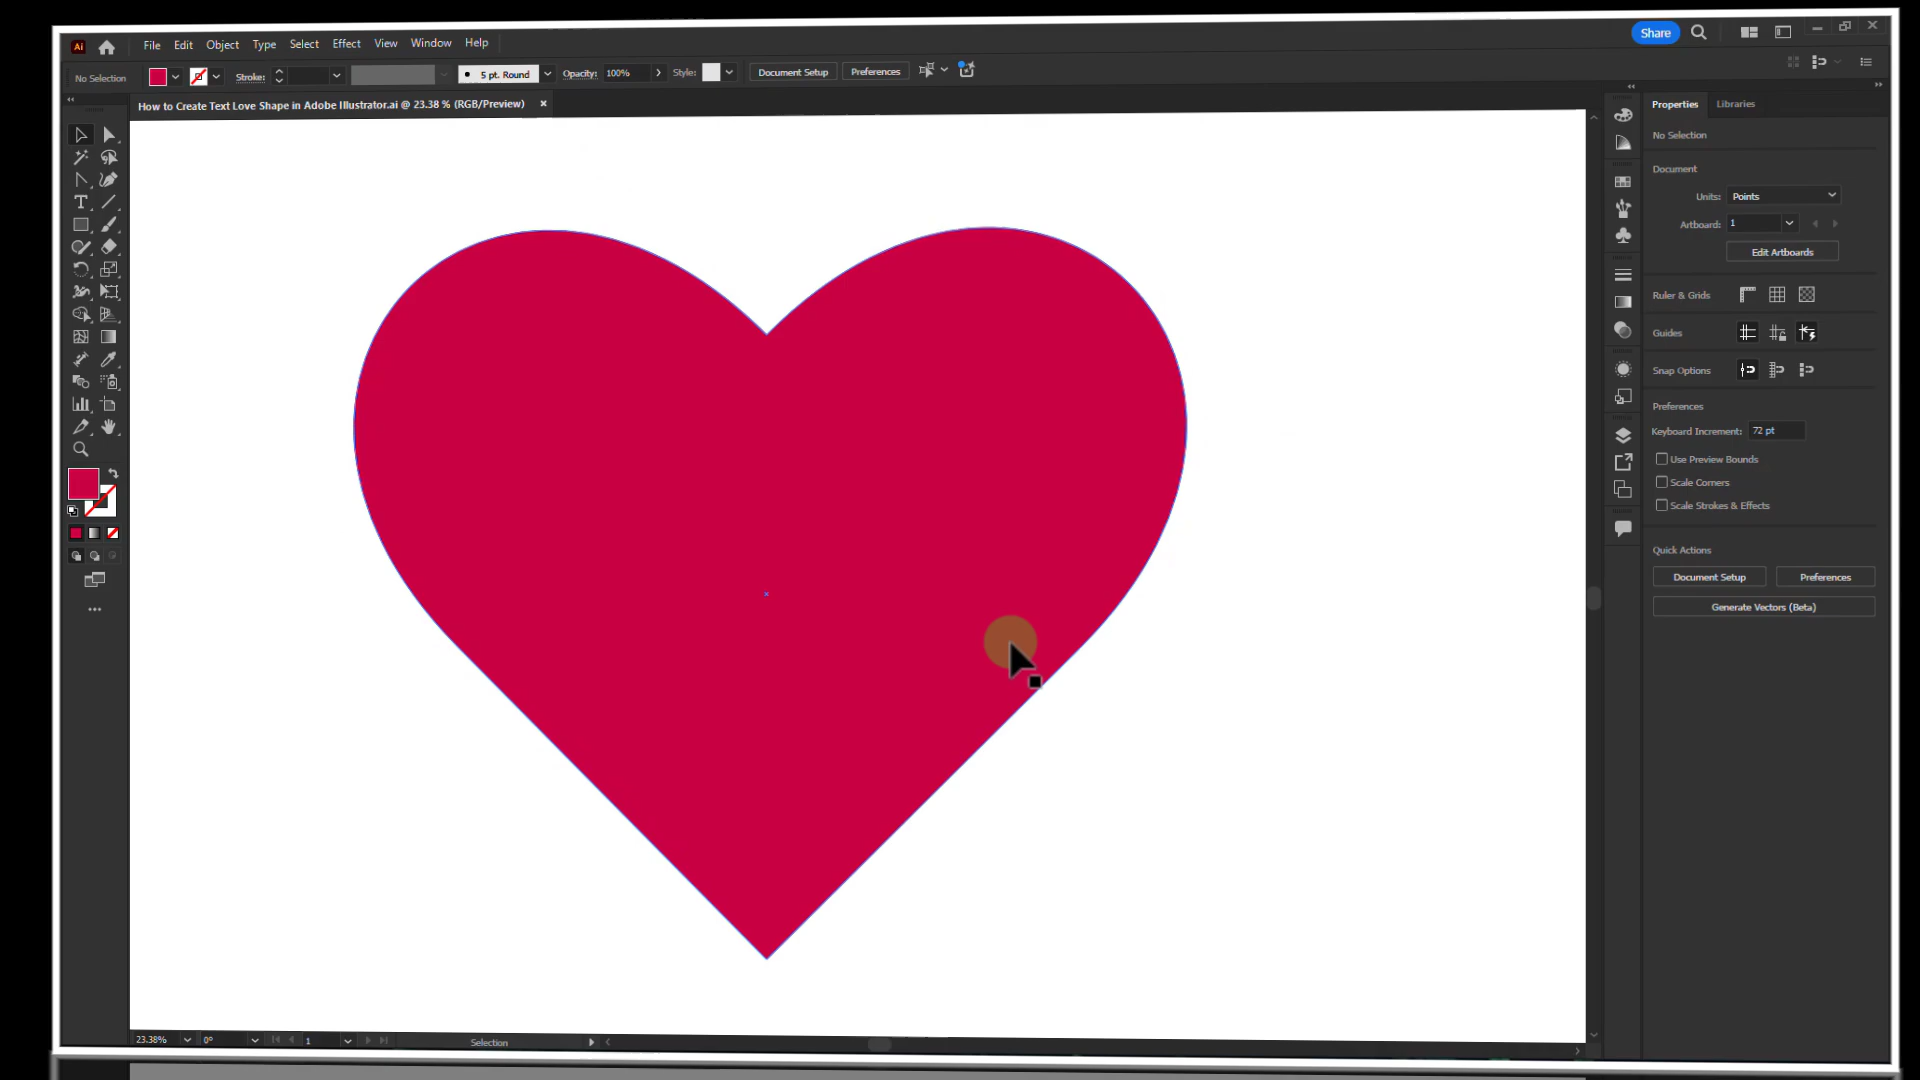 Ai File Edit Object Type Select Effect View Window Help Share
No Selection Stroke: 5 pt. Round Opacity: 100% Style: Document Setup Preferences
How to Create Text Love Shape in Adobe Illustrator.ai @ 23.38 % (RGB/Preview) ×
Properties Libraries
No Selection
Document
Units: Points
Artboard: 1
Edit Artboards
Ruler & Grids
Guides
Snap Options
Preferences
Keyboard Increment: 72 pt
Use Preview Bounds
Scale Corners
Scale Strokes & Effects
Quick Actions
Document Setup Preferences
Generate Vectors (Beta)
23.38% 0° 1 Selection